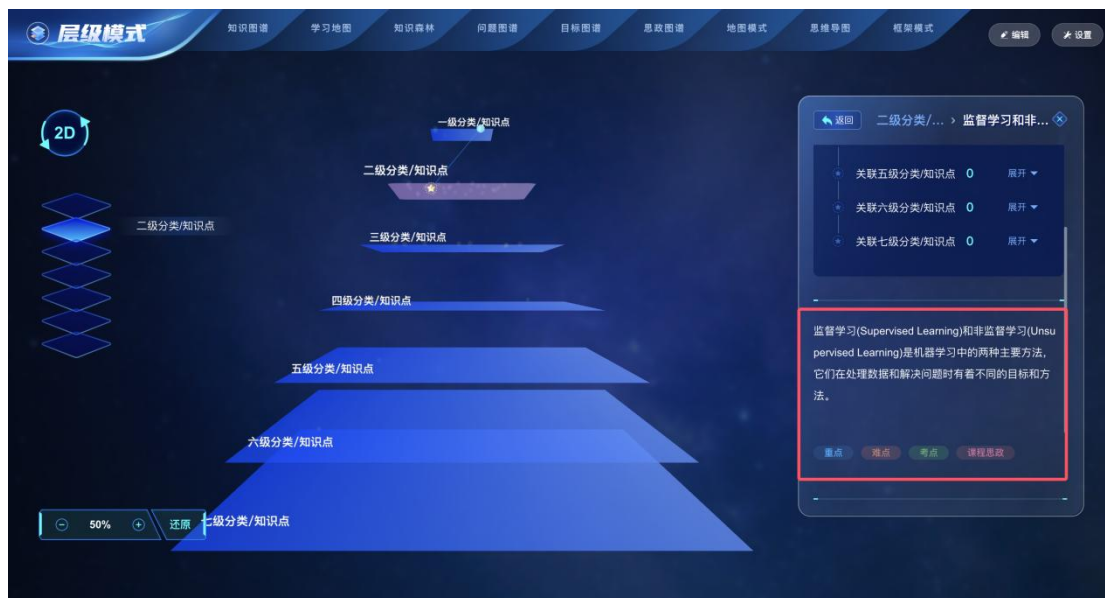 层级模式
知识图谱
学习地图
知识森林
问题图谱
目标图谱
思政图谱
地图模式
思维导图
框架模式
编辑
设置
2D
二级分类/知识点
一级分类/知识点
二级分类/知识点
三级分类/知识点
四级分类/知识点
五级分类/知识点
六级分类/知识点
七级分类/知识点
50%
还原
返回
二级分类/... › 监督学习和非...
关联五级分类/知识点 0 展开
关联六级分类/知识点 0 展开
关联七级分类/知识点 0 展开
监督学习(Supervised Learning)和非监督学习(Unsu
pervised Learning)是机器学习中的两种主要方法,
它们在处理数据和解决问题时有着不同的目标和方
法。
重点
难点
考点
课程思政